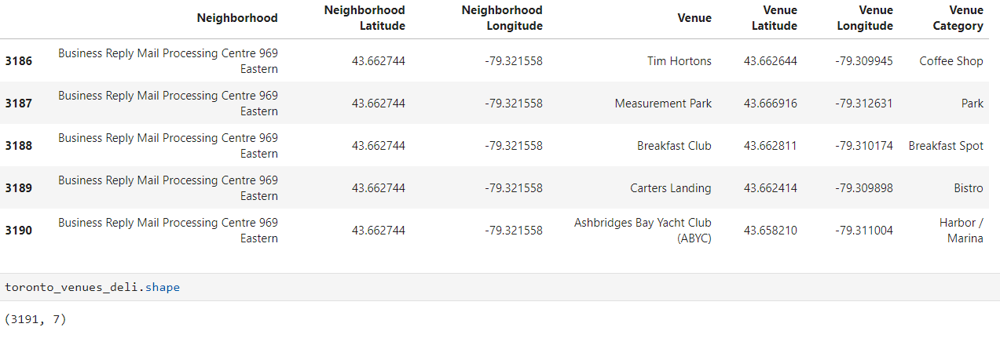 Neighborhood Neighborhood Latitude Neighborhood Longitude Venue Venue Latitude Venue Longitude Venue Category
3186 Business Reply Mail Processing Centre 969 Eastern 43.662744 -79.321558 Tim Hortons 43.662644 -79.309945 Coffee Shop
3187 Business Reply Mail Processing Centre 969 Eastern 43.662744 -79.321558 Measurement Park 43.666916 -79.312631 Park
3188 Business Reply Mail Processing Centre 969 Eastern 43.662744 -79.321558 Breakfast Club 43.662811 -79.310174 Breakfast Spot
3189 Business Reply Mail Processing Centre 969 Eastern 43.662744 -79.321558 Carters Landing 43.662414 -79.309898 Bistro
3190 Business Reply Mail Processing Centre 969 Eastern 43.662744 -79.321558 Ashbridges Bay Yacht Club (ABYC) 43.658210 -79.311004 Harbor / Marina
toronto_venues_deli.shape
(3191, 7)